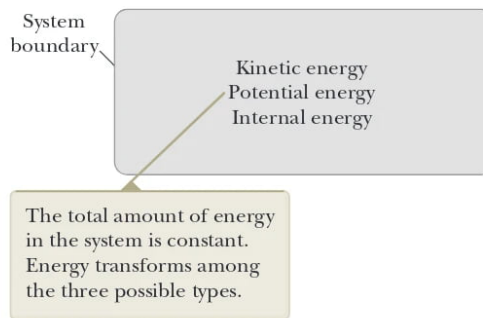 System
boundary
Kinetic energy
Potential energy
Internal energy
The total amount of energy
in the system is constant.
Energy transforms among
the three possible types.